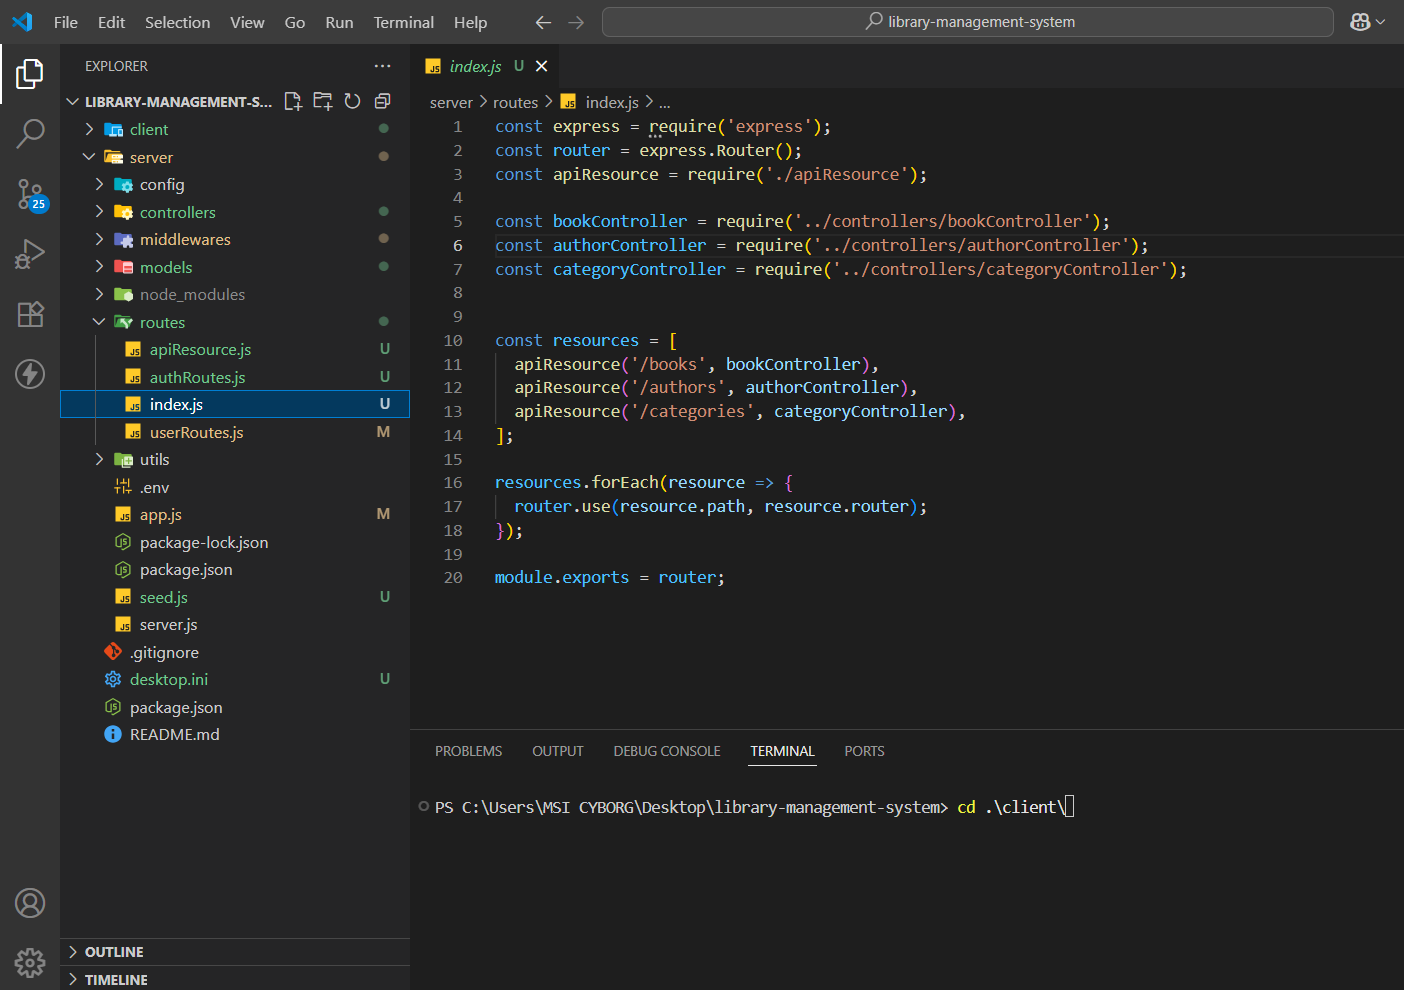 File Edit Selection View Go Run Terminal Help
library-management-system
EXPLORER
LIBRARY-MANAGEMENT-S...
client
server
config
controllers
middlewares
models
node_modules
routes
apiResource.js U
authRoutes.js U
index.js U
userRoutes.js M
utils
.env
app.js M
package-lock.json
package.json
seed.js U
server.js
.gitignore
desktop.ini U
package.json
README.md
OUTLINE
TIMELINE
25
index.js U
server > routes > index.js > ...
1 const express = require('express');
2 const router = express.Router();
3 const apiResource = require('./apiResource');
4
5 const bookController = require('../controllers/bookController');
6 const authorController = require('../controllers/authorController');
7 const categoryController = require('../controllers/categoryController');
8
9
10 const resources = [
11 apiResource('/books', bookController),
12 apiResource('/authors', authorController),
13 apiResource('/categories', categoryController),
14 ];
15
16 resources.forEach(resource => {
17 router.use(resource.path, resource.router);
18 });
19
20 module.exports = router;
PROBLEMS OUTPUT DEBUG CONSOLE TERMINAL PORTS
PS C:\Users\MSI CYBORG\Desktop\library-management-system> cd .\client\